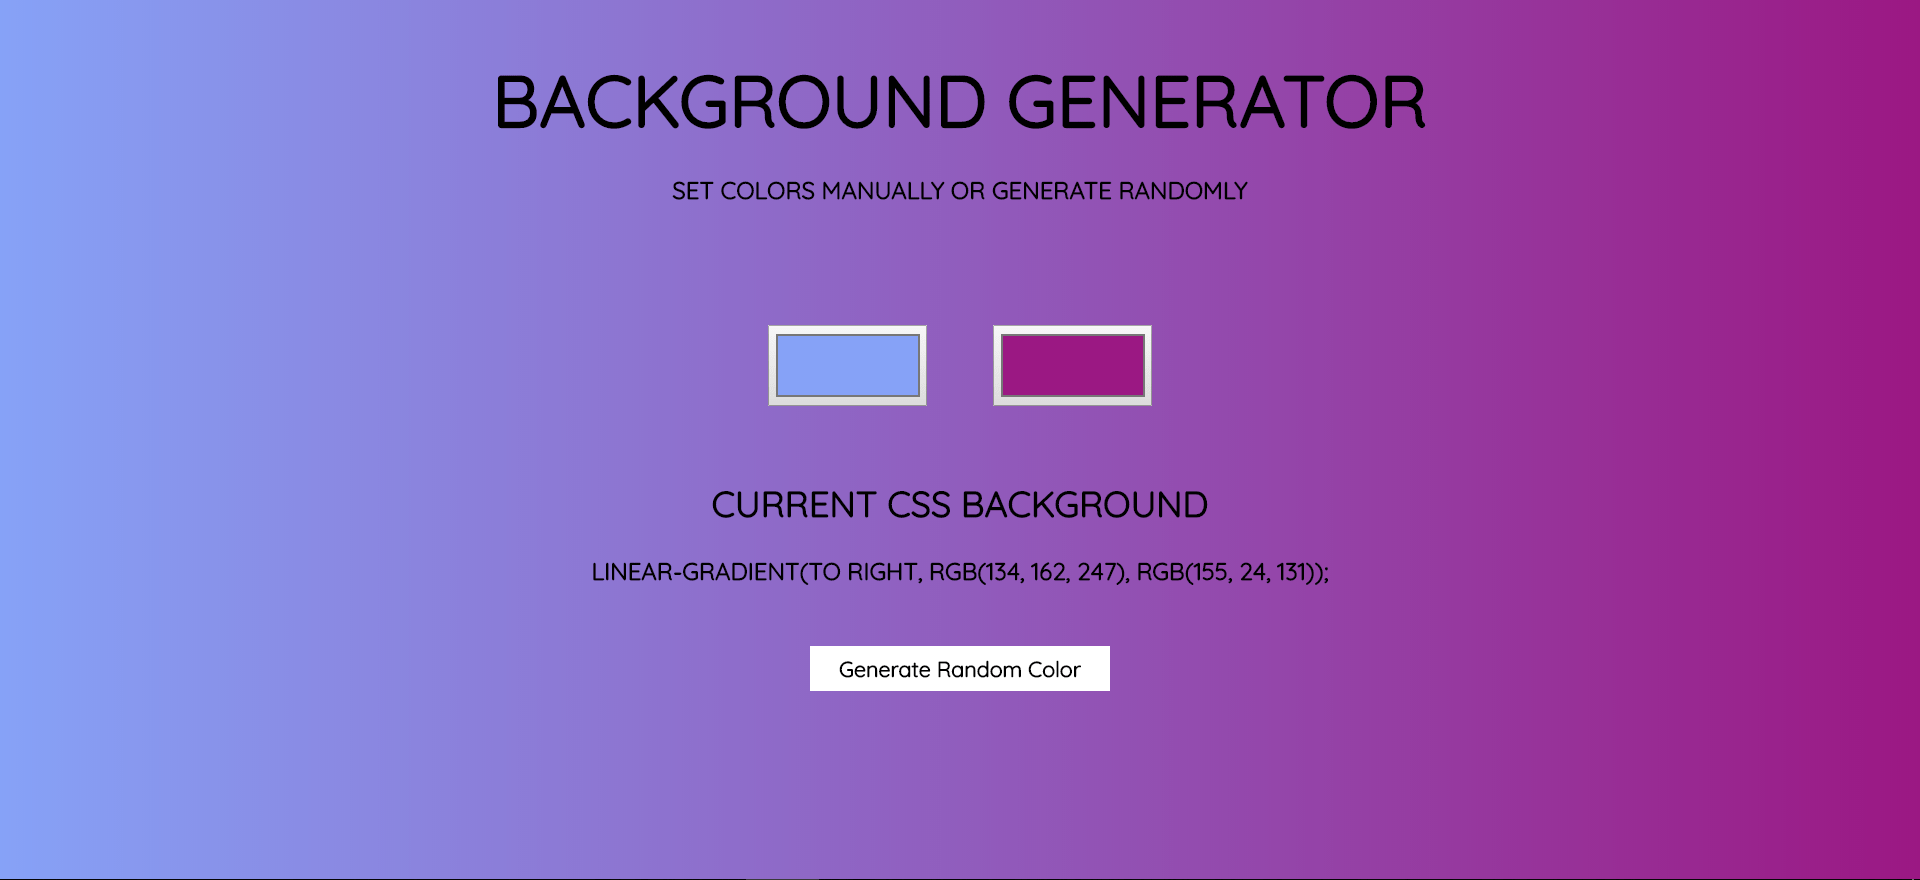 BACKGROUND GENERATOR
SET COLORS MANUALLY OR GENERATE RANDOMLY
CURRENT CSS BACKGROUND
LINEAR-GRADIENT(TO RIGHT, RGB(134, 162, 247), RGB(155, 24, 131));
Generate Random Color